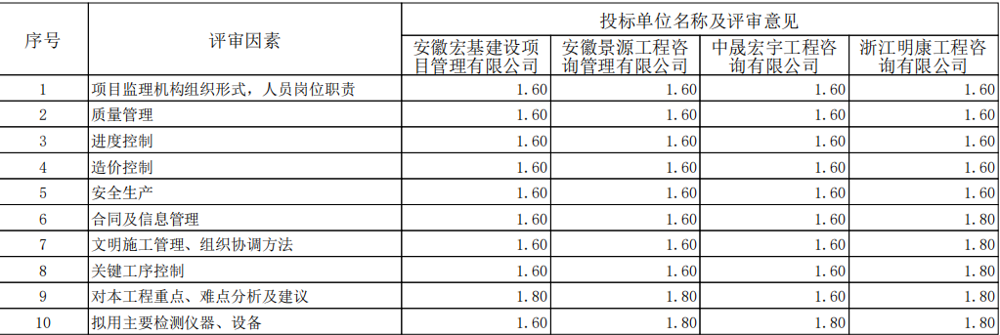 序号 评审因素 投标单位名称及评审意见
安徽宏基建设项目管理有限公司 安徽景源工程咨询管理有限公司 中晟宏宇工程咨询有限公司 浙江明康工程咨询有限公司
1 项目监理机构组织形式，人员岗位职责 1.60 1.60 1.60 1.60
2 质量管理 1.60 1.60 1.60 1.60
3 进度控制 1.60 1.60 1.60 1.60
4 造价控制 1.60 1.60 1.60 1.60
5 安全生产 1.60 1.60 1.60 1.60
6 合同及信息管理 1.60 1.60 1.60 1.80
7 文明施工管理、组织协调方法 1.60 1.60 1.60 1.80
8 关键工序控制 1.60 1.60 1.60 1.80
9 对本工程重点、难点分析及建议 1.80 1.80 1.60 1.80
10 拟用主要检测仪器、设备 1.60 1.80 1.80 1.80